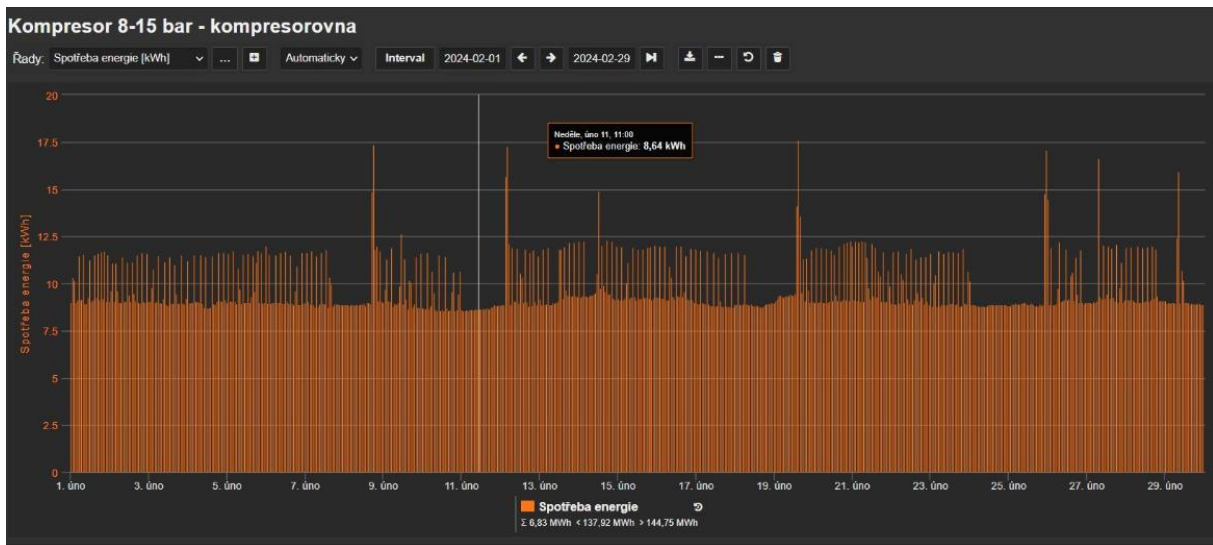 Kompresor 8-15 bar - kompresorovna
Řady: Spotřeba energie [kWh] ... Automaticky Interval 2024-02-01 2024-02-29
20
Neděle, úno 11, 11:00
Spotřeba energie: 8,64 kWh
17.5
15
12.5
10
7.5
5
2.5
0
Spotřeba energie [kWh]
1. úno 3. úno 5. úno 7. úno 9. úno 11. úno 13. úno 15. úno 17. úno 19. úno 21. úno 23. úno 25. úno 27. úno 29. úno
Spotřeba energie
Σ 6,83 MWh < 137,92 MWh > 144,75 MWh